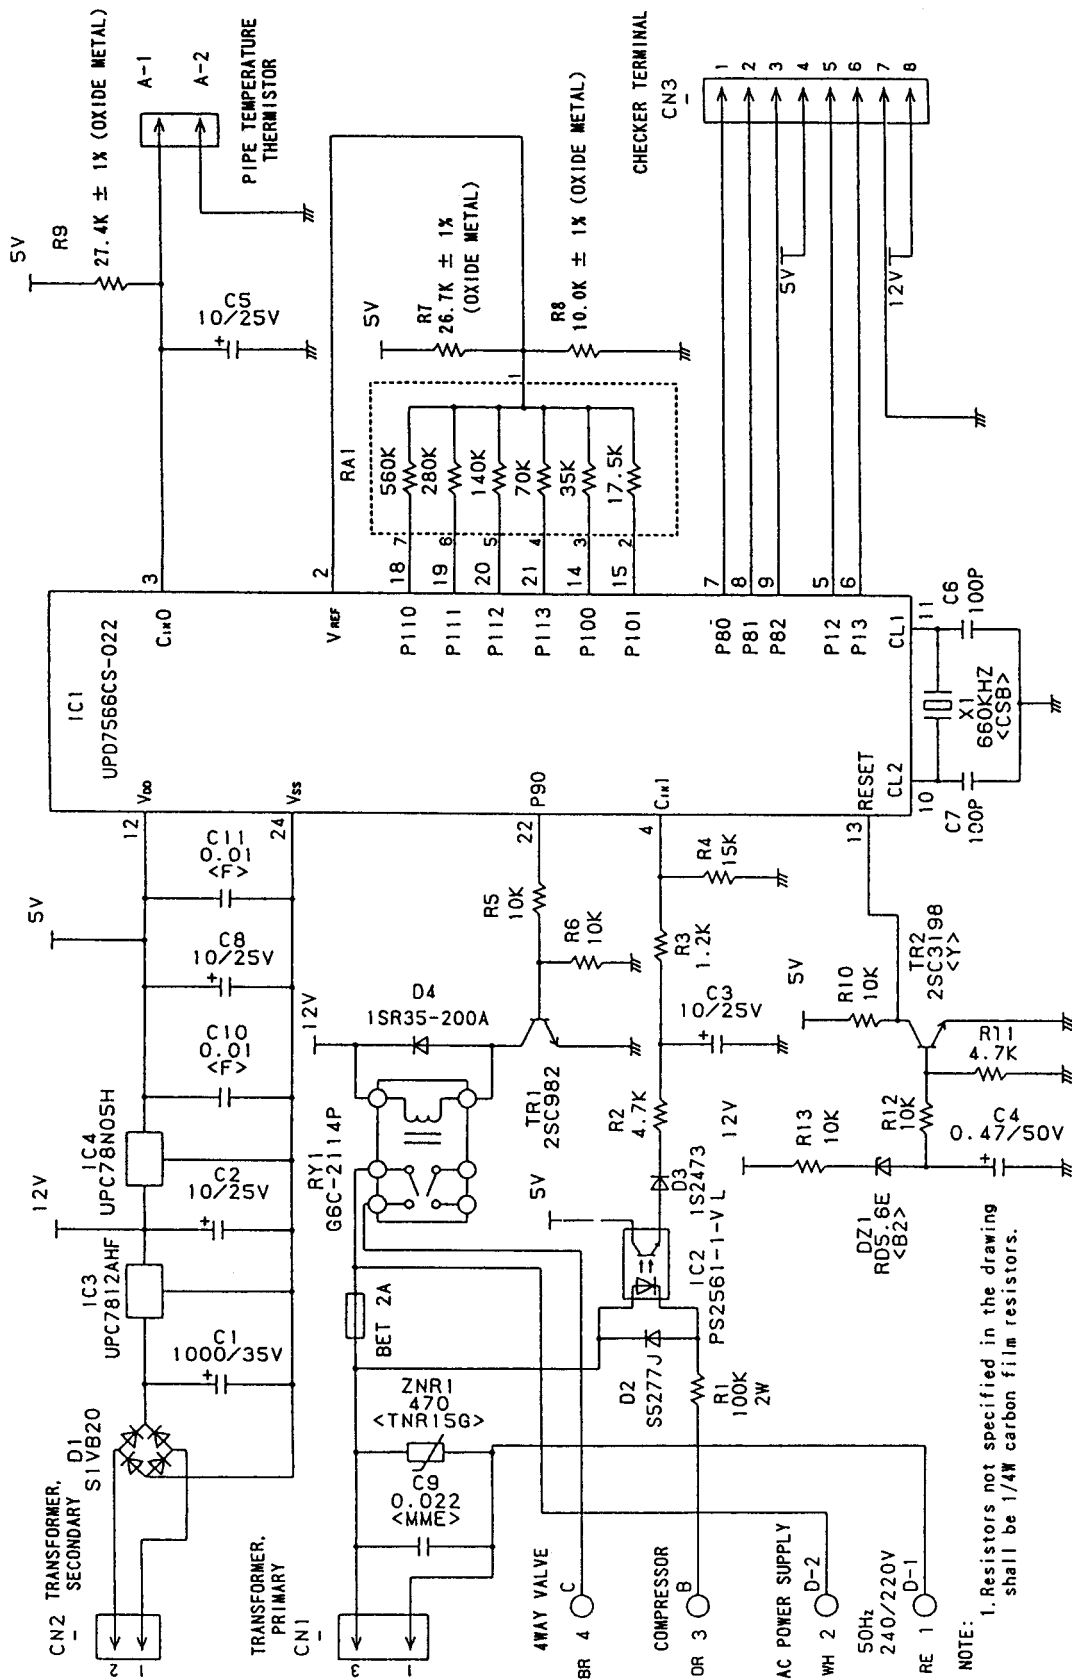 CN2 TRANSFORMER,
SECONDARY
2
1
D1
S1VB20
C1
1000/35V
IC3
UPC7812AHF
12V
C2
10/25V
IC4
UPC78N05H
C10
0.01
<F>
C8
10/25V
5V
C11
0.01
<F>
12
VDD
24
VSS
IC1
UPD7566CS-022
CIN0
3
C5
10/25V
5V
R9
27.4K ± 1% (OXIDE METAL)
A-1
A-2
PIPE TEMPERATURE
THERMISTOR
TRANSFORMER,
PRIMARY
CN1
3
1
ZNR1
470
<TNR15G>
C9
0.022
<MME>
BET 2A
RY1
G6C-2114P
12V
D4
1SR35-200A
TR1
2SC982
R5
10K
R6
10K
22
P90
VREF
2
RA1
560K
280K
140K
70K
35K
17.5K
7
6
5
4
3
2
1
18
19
20
21
14
15
P110
P111
P112
P113
P100
P101
5V
R7
26.7K ± 1%
(OXIDE METAL)
R8
10.0K ± 1% (OXIDE METAL)
4WAY VALVE
BR 4 C
COMPRESSOR
OR 3 B
AC POWER SUPPLY
WH 2 D-2
50Hz
240/220V
RE 1 D-1
D2
S5277J
R1
100K
2W
IC2
PS2561-1-V L
5V
D3
1S2473
R2
4.7K
C3
10/25V
R3
1.2K
R4
15K
4
CIN1
CHECKER TERMINAL
CN3
1
2
3
4
5
6
7
8
5V
12V
7
8
9
5
6
P80
P81
P82
P12
P13
12V
R13
10K
DZ1
RD5.6E
<B2>
R12
10K
C4
0.47/50V
R11
4.7K
5V
R10
10K
TR2
2SC3198
<Y>
13
RESET
CL2
10
CL1
11
C7
100P
X1
660KHZ
<CSB>
C6
100P
NOTE:
1.Resistors not specified in the drawing
shall be 1/4W carbon film resistors.